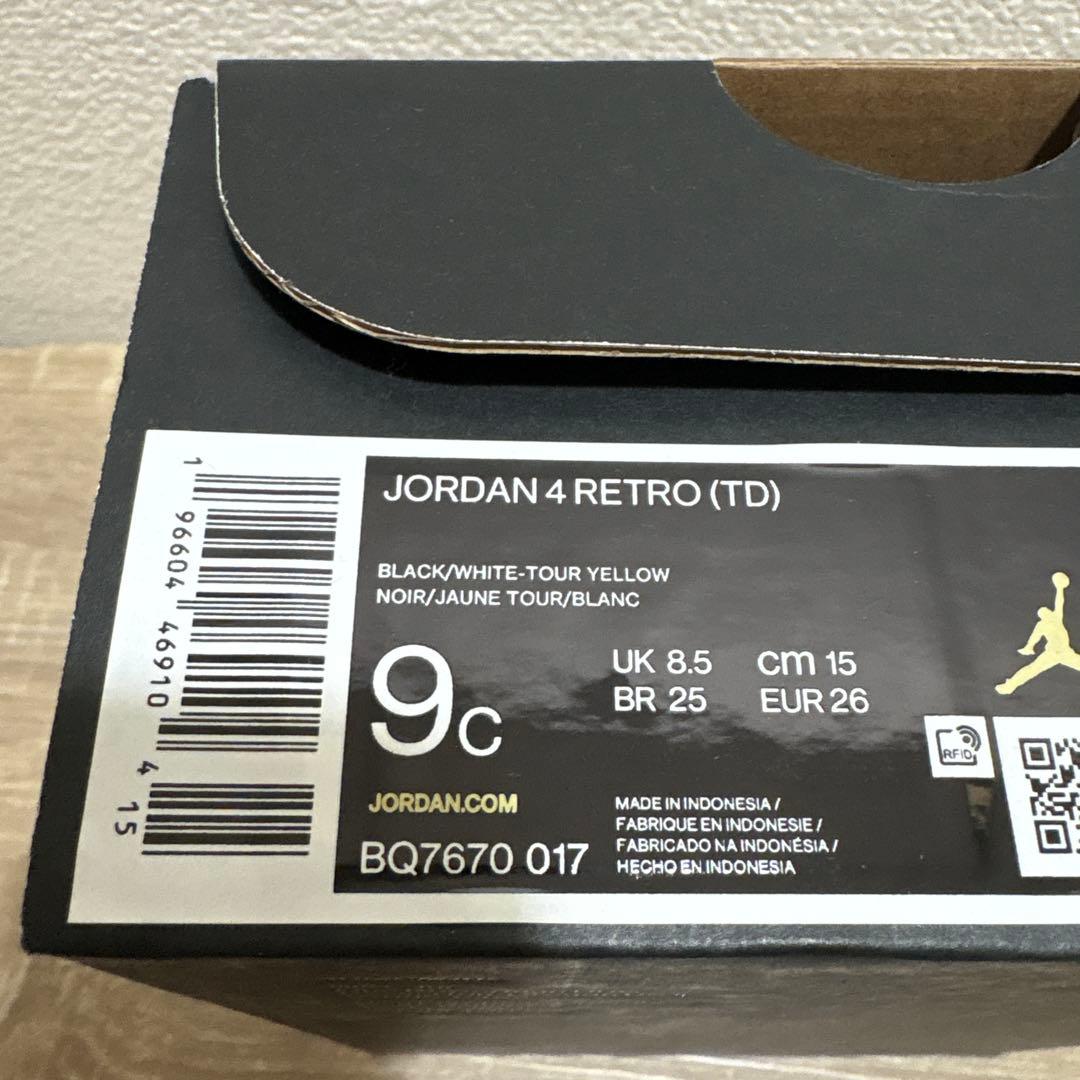 JORDAN 4 RETRO (TD)
BLACK/WHITE-TOUR YELLOW
NOIR/JAUNE TOUR/BLANC
9C
UK 8.5 cm 15
BR 25 EUR 26
RFID
JORDAN.COM
BQ7670 017
MADE IN INDONESIA /
FABRIQUE EN INDONESIE /
FABRICADO NA INDONÉSIA /
HECHO EN INDONESIA
1 96604 46910 4 15